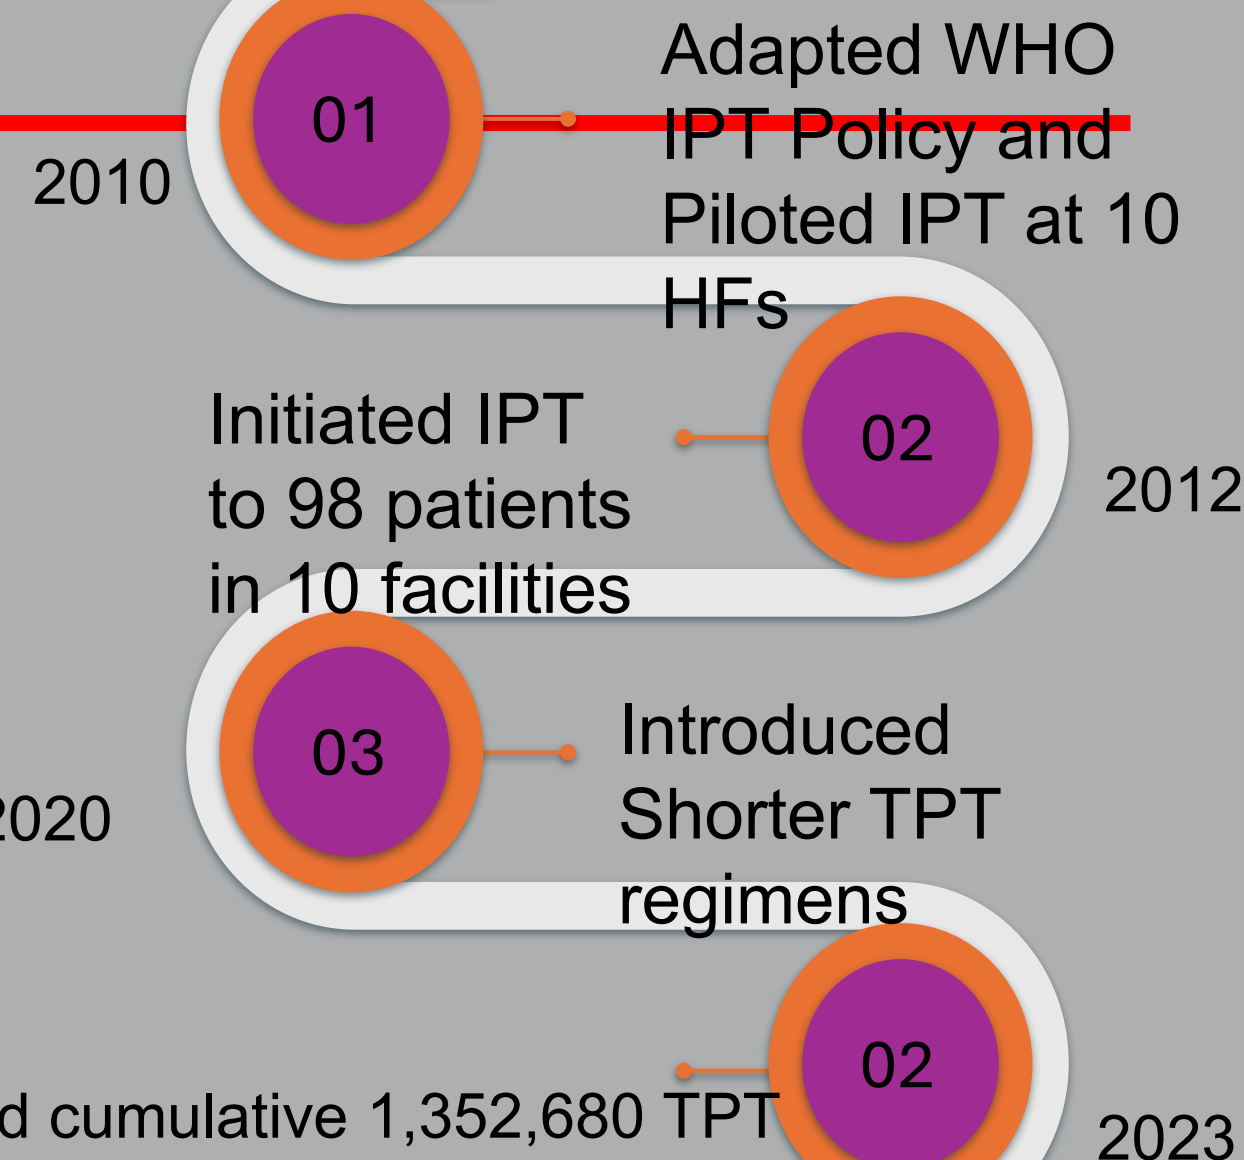 01
2010
Adapted WHO
IPT Policy and
Piloted IPT at 10
HFs
Initiated IPT
to 98 patients
in 10 facilities
02
2012
03
2020
Introduced
Shorter TPT
regimens
02
cumulative 1,352,680 TPT
2023